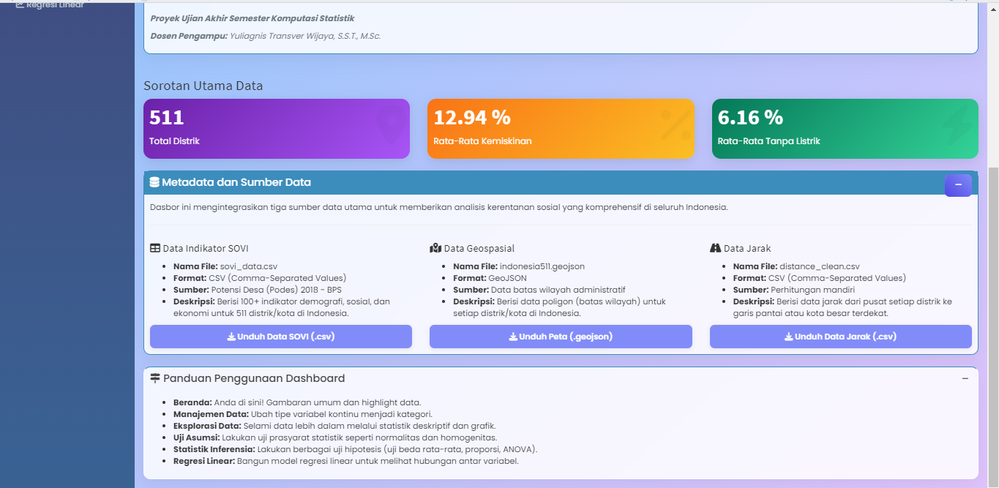 Regresi Linear
Proyek Ujian Akhir Semester Komputasi Statistik
Dosen Pengampu: Yuliagnis Transver Wijaya, S.S.T., M.Sc.
Sorotan Utama Data
511
Total Distrik
12.94 %
Rata-Rata Kemiskinan
6.16 %
Rata-Rata Tanpa Listrik
Metadata dan Sumber Data
Dasbor ini mengintegrasikan tiga sumber data utama untuk memberikan analisis kerentanan sosial yang komprehensif di seluruh Indonesia.
Data Indikator SOVI
• Nama File: sovi_data.csv
• Format: CSV (Comma-Separated Values)
• Sumber: Potensi Desa (Podes) 2018 - BPS
• Deskripsi: Berisi 100+ indikator demografi, sosial, dan
ekonomi untuk 511 distrik/kota di Indonesia.
Unduh Data SOVI (.csv)
Data Geospasial
• Nama File: indonesia511.geojson
• Format: GeoJSON
• Sumber: Data batas wilayah administratif
• Deskripsi: Berisi data poligon (batas wilayah) untuk
setiap distrik/kota di Indonesia.
Unduh Peta (.geojson)
Data Jarak
• Nama File: distance_clean.csv
• Format: CSV (Comma-Separated Values)
• Sumber: Perhitungan mandiri
• Deskripsi: Berisi data jarak dari pusat setiap distrik ke
garis pantai atau kota besar terdekat.
Unduh Data Jarak (.csv)
Panduan Penggunaan Dashboard
• Beranda: Anda di sini! Gambaran umum dan highlight data.
• Manajemen Data: Ubah tipe variabel kontinu menjadi kategori.
• Eksplorasi Data: Selami data lebih dalam melalui statistik deskriptif dan grafik.
• Uji Asumsi: Lakukan uji prasyarat statistik seperti normalitas dan homogenitas.
• Statistik Inferensia: Lakukan berbagai uji hipotesis (uji beda rata-rata, proporsi, ANOVA).
• Regresi Linear: Bangun model regresi linear untuk melihat hubungan antar variabel.